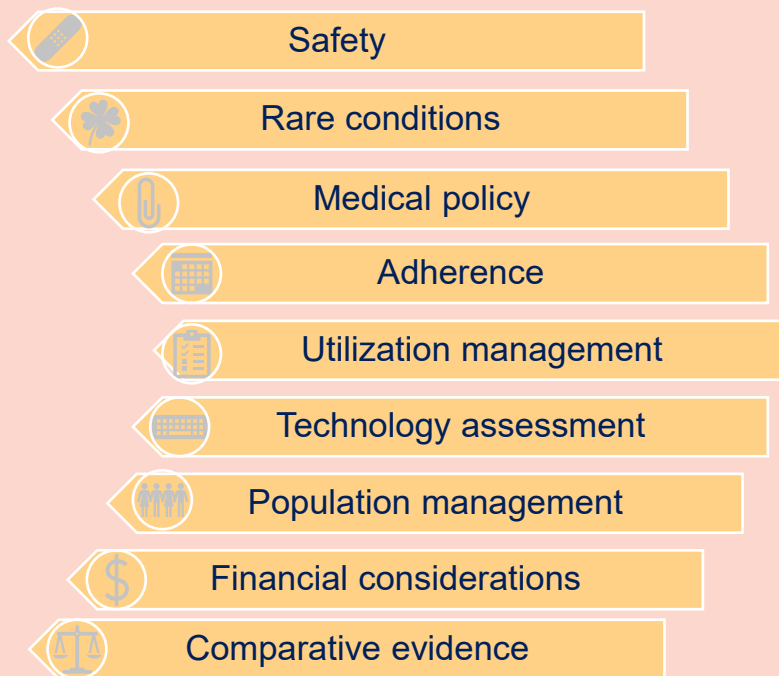 Safety
Rare conditions
Medical policy
Adherence
Utilization management
Technology assessment
Population management
Financial considerations
Comparative evidence